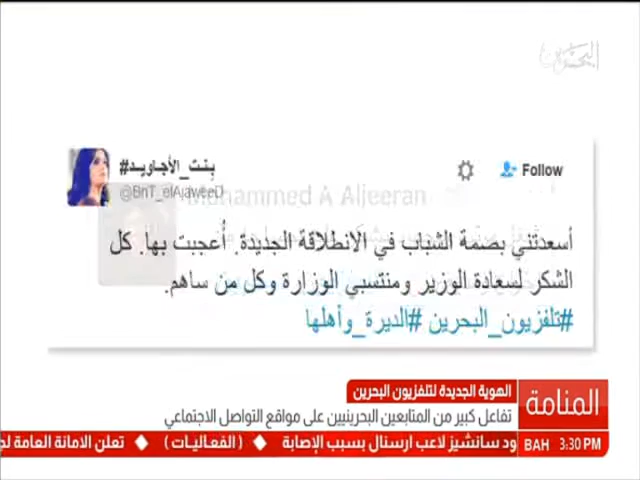 البحرين
#بنت_الأجاويد
@BnT_elAjaweeD
Follow
Mohammed A Aljeeran
أسعدتني بصمة الشباب في الانطلاقة الجديدة. أُعجبت بها. كل
الشكر لسعادة الوزير ومنتسبي الوزارة وكل من ساهم.
#تلفزيون_البحرين #الديرة_وأهلها
الهوية الجديدة لتلفزيون البحرين
المنامة
تفاعل كبير من المتابعين البحرينيين على مواقع التواصل الاجتماعي
BAH 3:30 PM
ود سانشيز لاعب ارسنال بسبب الإصابة ◆ (الفعاليات) ◆ تعلن الامانة العامة